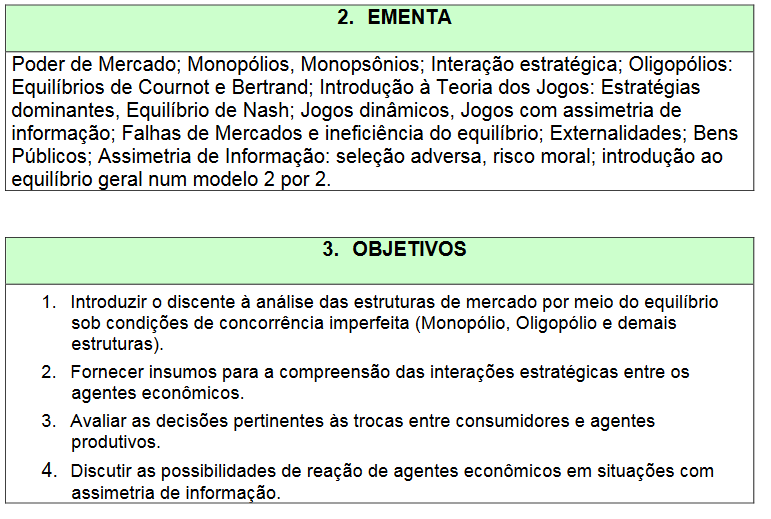 2. EMENTA
Poder de Mercado; Monopólios, Monopsônios; Interação estratégica; Oligopólios:
Equilíbrios de Cournot e Bertrand; Introdução à Teoria dos Jogos: Estratégias
dominantes, Equilíbrio de Nash; Jogos dinâmicos, Jogos com assimetria de
informação; Falhas de Mercados e ineficiência do equilíbrio; Externalidades; Bens
Públicos; Assimetria de Informação: seleção adversa, risco moral; introdução ao
equilíbrio geral num modelo 2 por 2.
3. OBJETIVOS
1. Introduzir o discente à análise das estruturas de mercado por meio do equilíbrio
sob condições de concorrência imperfeita (Monopólio, Oligopólio e demais
estruturas).
2. Fornecer insumos para a compreensão das interações estratégicas entre os
agentes econômicos.
3. Avaliar as decisões pertinentes às trocas entre consumidores e agentes
produtivos.
4. Discutir as possibilidades de reação de agentes econômicos em situações com
assimetria de informação.